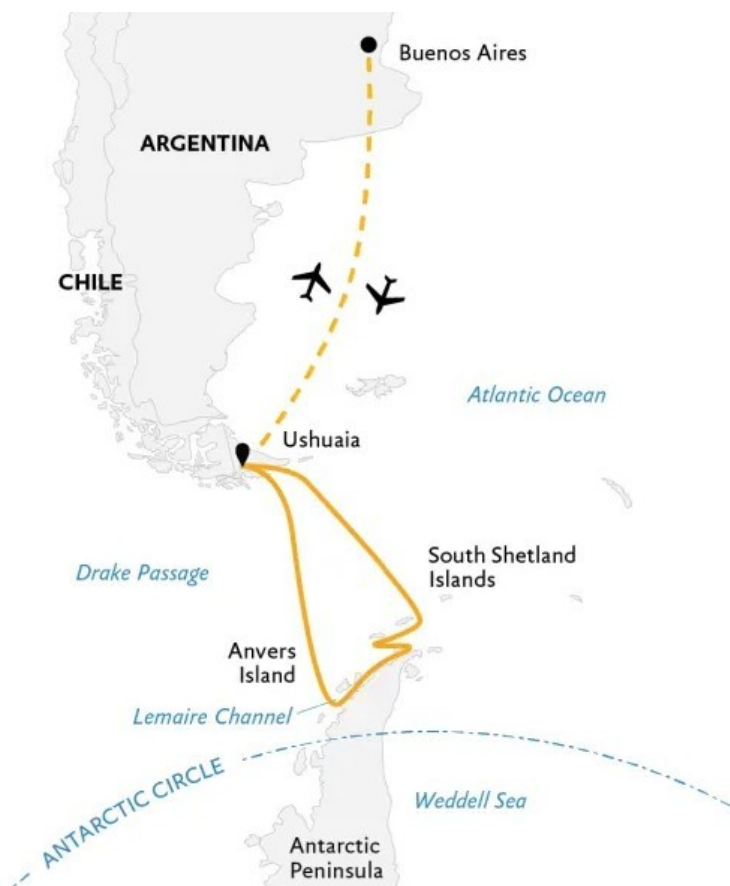 Buenos Aires
ARGENTINA
CHILE
Atlantic Ocean
Ushuaia
South Shetland
Islands
Drake Passage
Anvers
Island
Lemaire Channel
ANTARCTIC CIRCLE
Weddell Sea
Antarctic
Peninsula